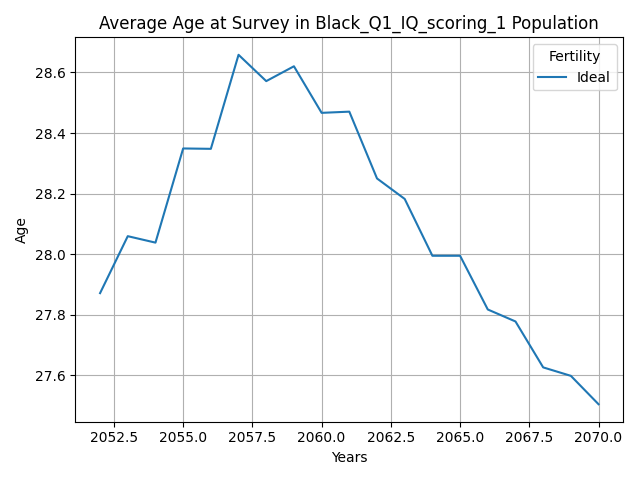 Average Age at Survey in Black_Q1_IQ_scoring_1 Population
Fertility
Ideal
28.6
28.4
28.2
28.0
27.8
27.6
Age
2052.5 2055.0 2057.5 2060.0 2062.5 2065.0 2067.5 2070.0
Years